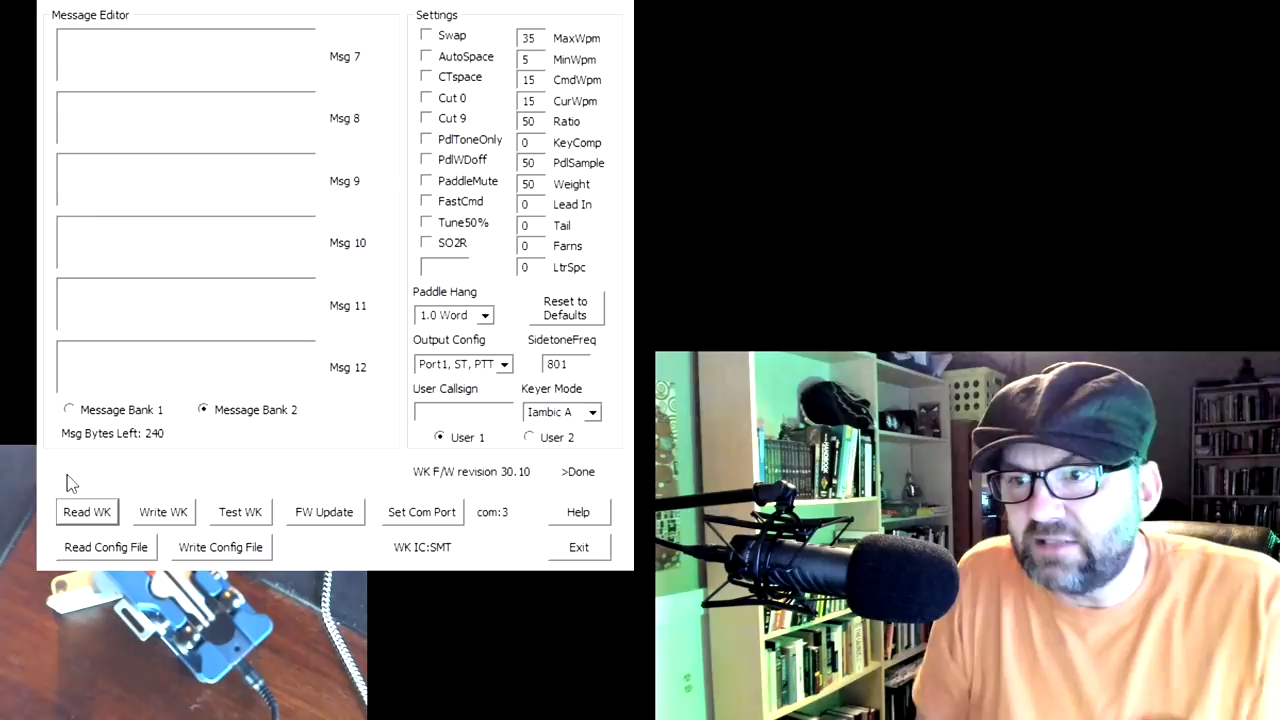 Message Editor
Msg 7
Msg 8
Msg 9
Msg 10
Msg 11
Msg 12
Message Bank 1
Message Bank 2
Msg Bytes Left: 240
Settings
Swap
AutoSpace
CTspace
Cut 0
Cut 9
PdlToneOnly
PdlWDoff
PaddleMute
FastCmd
Tune50%
SO2R
35 MaxWpm
5 MinWpm
15 CmdWpm
15 CurWpm
50 Ratio
0 KeyComp
50 PdlSample
50 Weight
0 Lead In
0 Tail
0 Farns
0 LtrSpc
Paddle Hang
1.0 Word
Reset to
Defaults
Output Config
Port1, ST, PTT
SidetoneFreq
801
User Callsign
Keyer Mode
Iambic A
User 1
User 2
WK F/W revision 30.10
>Done
Read WK
Write WK
Test WK
FW Update
Set Com Port
com:3
Help
Read Config File
Write Config File
WK IC:SMT
Exit